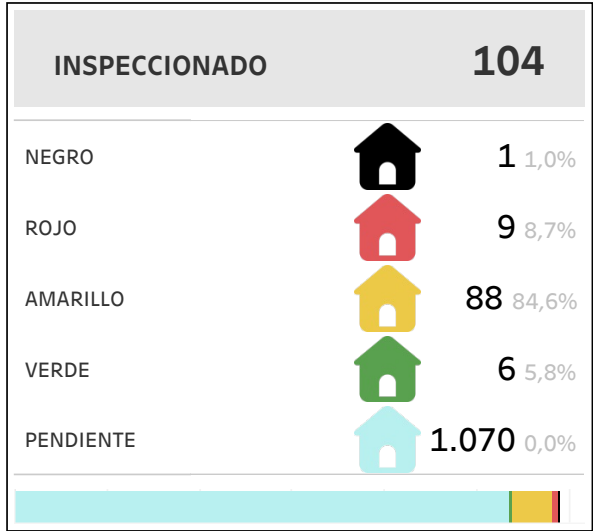 INSPECCIONADO 104
NEGRO 1 1,0%
ROJO 9 8,7%
AMARILLO 88 84,6%
VERDE 6 5,8%
PENDIENTE 1.070 0,0%